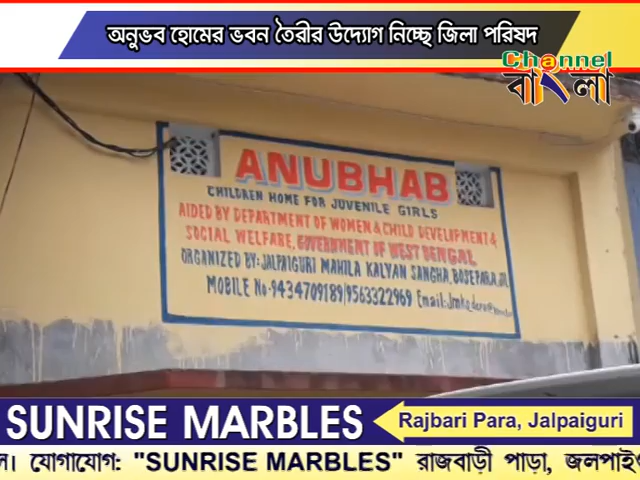 অনুভব হোমের ভবন তৈরীর উদ্যোগ নিচ্ছে জিলা পরিষদ
Channel
বাংলা
ANUBHAB
CHILDREN HOME FOR JUVENILE GIRLS
AIDED BY DEPARTMENT OF WOMEN & CHILD DEVELOPMENT &
SOCIAL WELFARE, GOVERNMENT OF WEST BENGAL
ORGANIZED BY: JALPAIGURI MAHILA KALYAN SANGHA, BOSEPARA,
MOBILE No- 9434709189/9563322969 Email:
SUNRISE MARBLES
Rajbari Para, Jalpaiguri
যোগাযোগ: "SUNRISE MARBLES" রাজবাড়ী পাড়া,